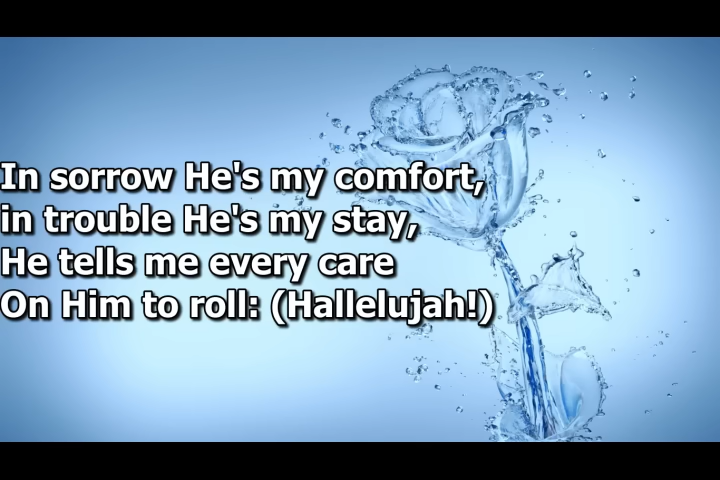 In sorrow He's my comfort,
in trouble He's my stay,
He tells me every care
On Him to roll: (Hallelujah!)